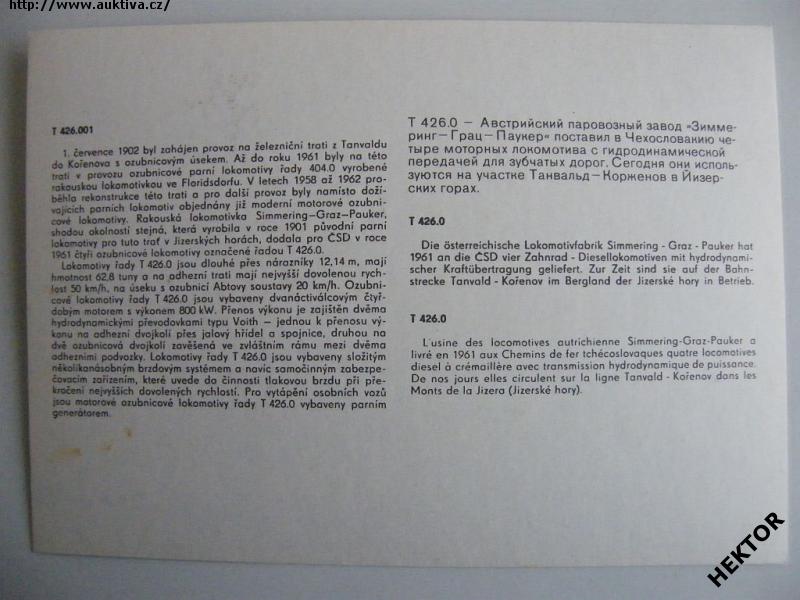 http://www.auktiva.cz/
T 426.001
1. července 1902 byl zahájen provoz na železniční trati z Tanvaldu
do Kořenova s ozubnicovým úsekem. Až do roku 1961 byly na této
trati v provozu ozubnicové parní lokomotivy řady 404.0 vyrobené
rakouskou lokomotivkou ve Floridsdorfu. V letech 1958 až 1962 pro-
běhla rekonstrukce této trati a pro další provoz byly namísto doží-
vajících parních lokomotiv objednány již moderní motorové ozubni-
cové lokomotivy. Rakouská lokomotivka Simmering-Graz-Pauker,
shodou okolností stejná, která vyrobila v roce 1901 původní parní
lokomotivy pro tuto trať v Jizerských horách, dodala pro ČSD v roce
1961 čtyři ozubnicové lokomotivy označené řadou T 426.0.
Lokomotivy řady T 426.0 jsou dlouhé přes nárazníky 12,14 m, mají
hmotnost 62,8 tuny a na adhezní trati mají nejvyšší dovolenou rych-
lost 50 km/h, na úseku s ozubnicí Abtovy soustavy 20 km/h. Ozubni-
cové lokomotivy řady T 426.0 jsou vybaveny dvanáctiválcovým čtyř-
dobým motorem s výkonem 800 kW. Přenos výkonu je zajištěn dvěma
hydrodynamickými převodovkami typu Voith – jednou k přenosu vý-
konu na adhezní dvojkolí přes jalový hřídel a spojnice, druhou na
dvě ozubnicová dvojkolí zavěšená ve zvláštním rámu mezi dvěma
adhezními podvozky. Lokomotivy řady T 426.0 jsou vybaveny složitým
několikanásobným brzdovým systémem a navíc samočinným zabezpe-
čovacím zařízením, které uvede do činnosti tlakovou brzdu při pře-
kročení nejvyšších dovolených rychlostí. Pro vytápění osobních vozů
jsou motorové ozubnicové lokomotivy řady T 426.0 vybaveny parním
generátorem.
Т 426.0 – Австрийский паровозный завод «Зимме-
ринг–Грац–Паукер« поставил в Чехословакию че-
тыре моторных локомотива с гидродинамической
передачей для зубчатых дорог. Сегодня они исполь-
зуются на участке Танвальд–Корженов в Йизер-
ских горах.
T 426.0
Die österreichische Lokomotivfabrik Simmering - Graz - Pauker hat
1961 an die ČSD vier Zahnrad - Diesellokomotiven mit hydrodynami-
scher Kraftübertragung geliefert. Zur Zeit sind sie auf der Bahn-
strecke Tanvald - Kořenov im Bergland der Jizerské hory in Betrieb.
T 426.0
L'usine des locomotives autrichienne Simmering-Graz-Pauker a
livré en 1961 aux Chemins de fer tchécoslovaques quatre locomotives
diesel à crémaillère avec transmission hydrodynamique de puissance.
De nos jours elles circulent sur la ligne Tanvald - Kořenov dans les
Monts de la Jizera (Jizerské hory).
HEKTOR